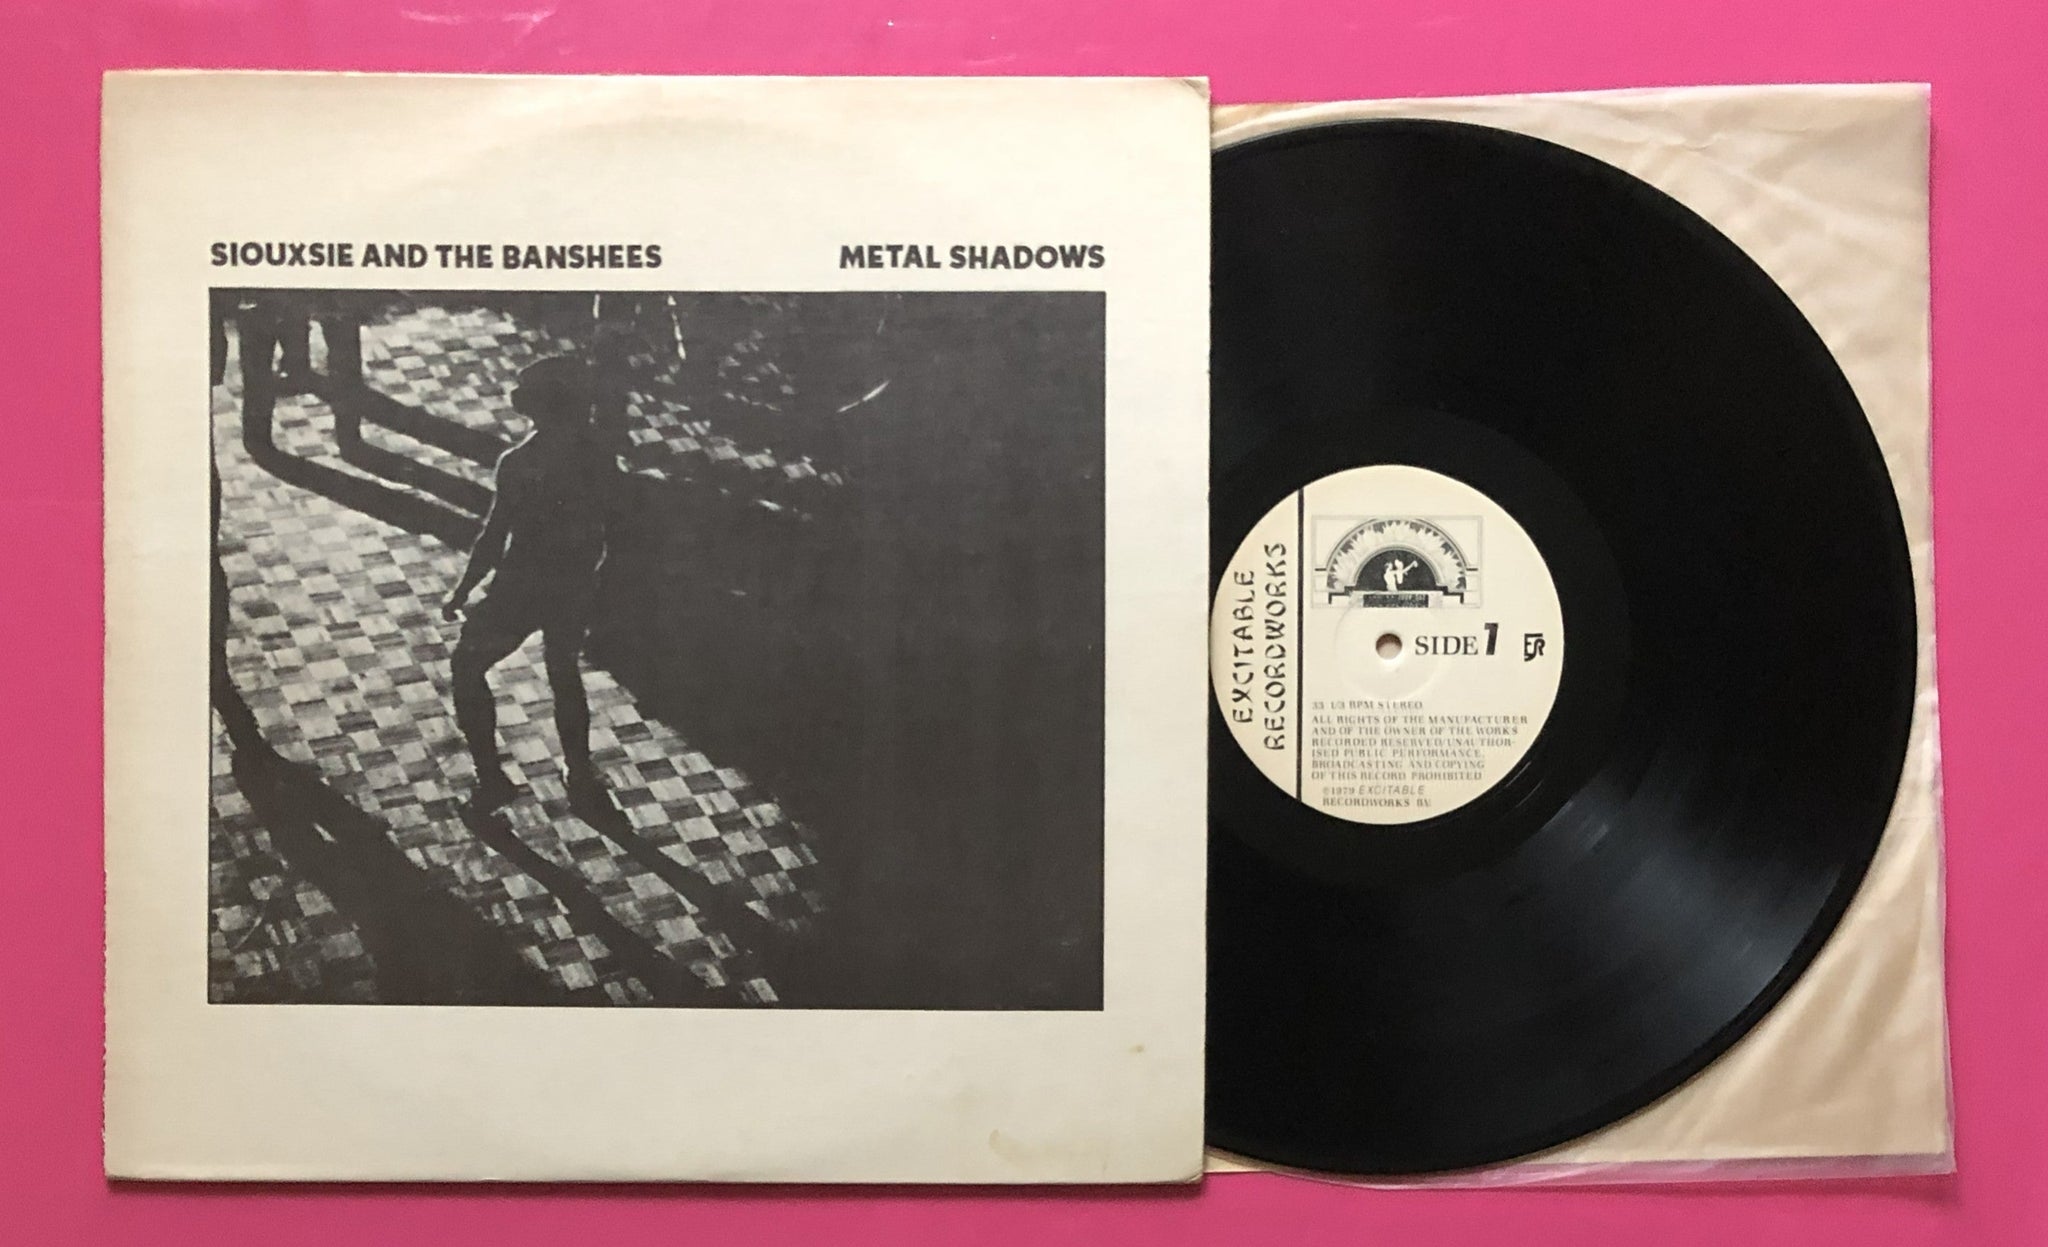 SIOUXSIE AND THE BANSHEES
METAL SHADOWS
EXCITABLE
RECORDWORKS
SIDE 1
33 1/3 RPM STEREO
ALL RIGHTS OF THE MANUFACTURER
AND OF THE OWNER OF THE WORKS
RECORDED RESERVED/UNAUTHOR-
ISED PUBLIC PERFORMANCE,
BROADCASTING AND COPYING
OF THIS RECORD PROHIBITED
©1979 EXCITABLE
RECORDWORKS BV.